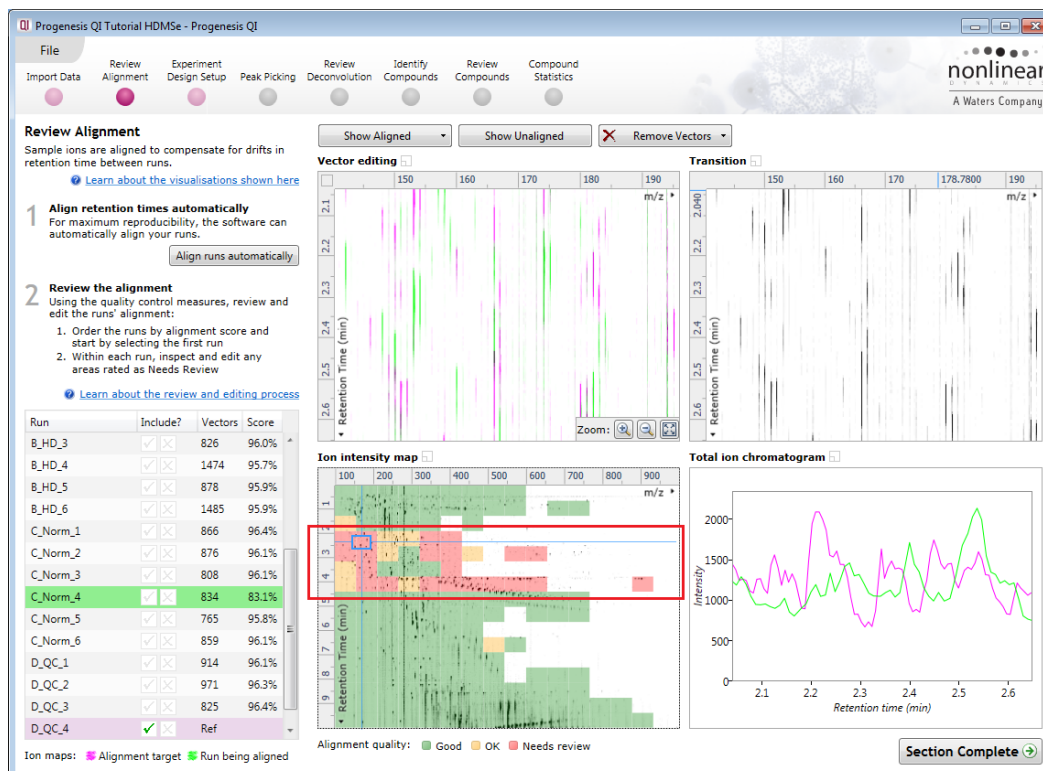 QI Progenesis QI Tutorial HDMSe - Progenesis QI
File
Import Data
Review Alignment
Experiment Design Setup
Peak Picking
Review Deconvolution
Identify Compounds
Review Compounds
Compound Statistics
nonlinear
DYNAMICS
A Waters Company
Review Alignment
Sample ions are aligned to compensate for drifts in
retention time between runs.
Learn about the visualisations shown here
1 Align retention times automatically
For maximum reproducibility, the software can
automatically align your runs.
Align runs automatically
2 Review the alignment
Using the quality control measures, review and
edit the runs' alignment:
1. Order the runs by alignment score and
start by selecting the first run
2. Within each run, inspect and edit any
areas rated as Needs Review
Learn about the review and editing process
Run Include? Vectors Score
B_HD_3 826 96.0%
B_HD_4 1474 95.7%
B_HD_5 878 95.9%
B_HD_6 1485 95.9%
C_Norm_1 866 96.4%
C_Norm_2 876 96.1%
C_Norm_3 808 96.1%
C_Norm_4 834 83.1%
C_Norm_5 765 95.8%
C_Norm_6 859 96.1%
D_QC_1 914 96.1%
D_QC_2 971 96.3%
D_QC_3 825 96.4%
D_QC_4 Ref
Ion maps: Alignment target Run being aligned
Show Aligned Show Unaligned Remove Vectors
Vector editing
150 160 170 180 190
m/z
2.1
2.2
2.3
2.4
2.5
2.6
Retention Time (min)
Zoom:
Transition
150 160 170 178.7800 190
m/z
2.040
2.2
2.3
2.4
2.5
2.6
Retention Time (min)
Ion intensity map
100 200 300 400 500 600 700 800 900
m/z
1
2
3
4
5
6
7
8
9
Retention Time (min)
Alignment quality: Good OK Needs review
Total ion chromatogram
2000
1500
1000
500
0
Intensity
2.1 2.2 2.3 2.4 2.5 2.6
Retention time (min)
Section Complete